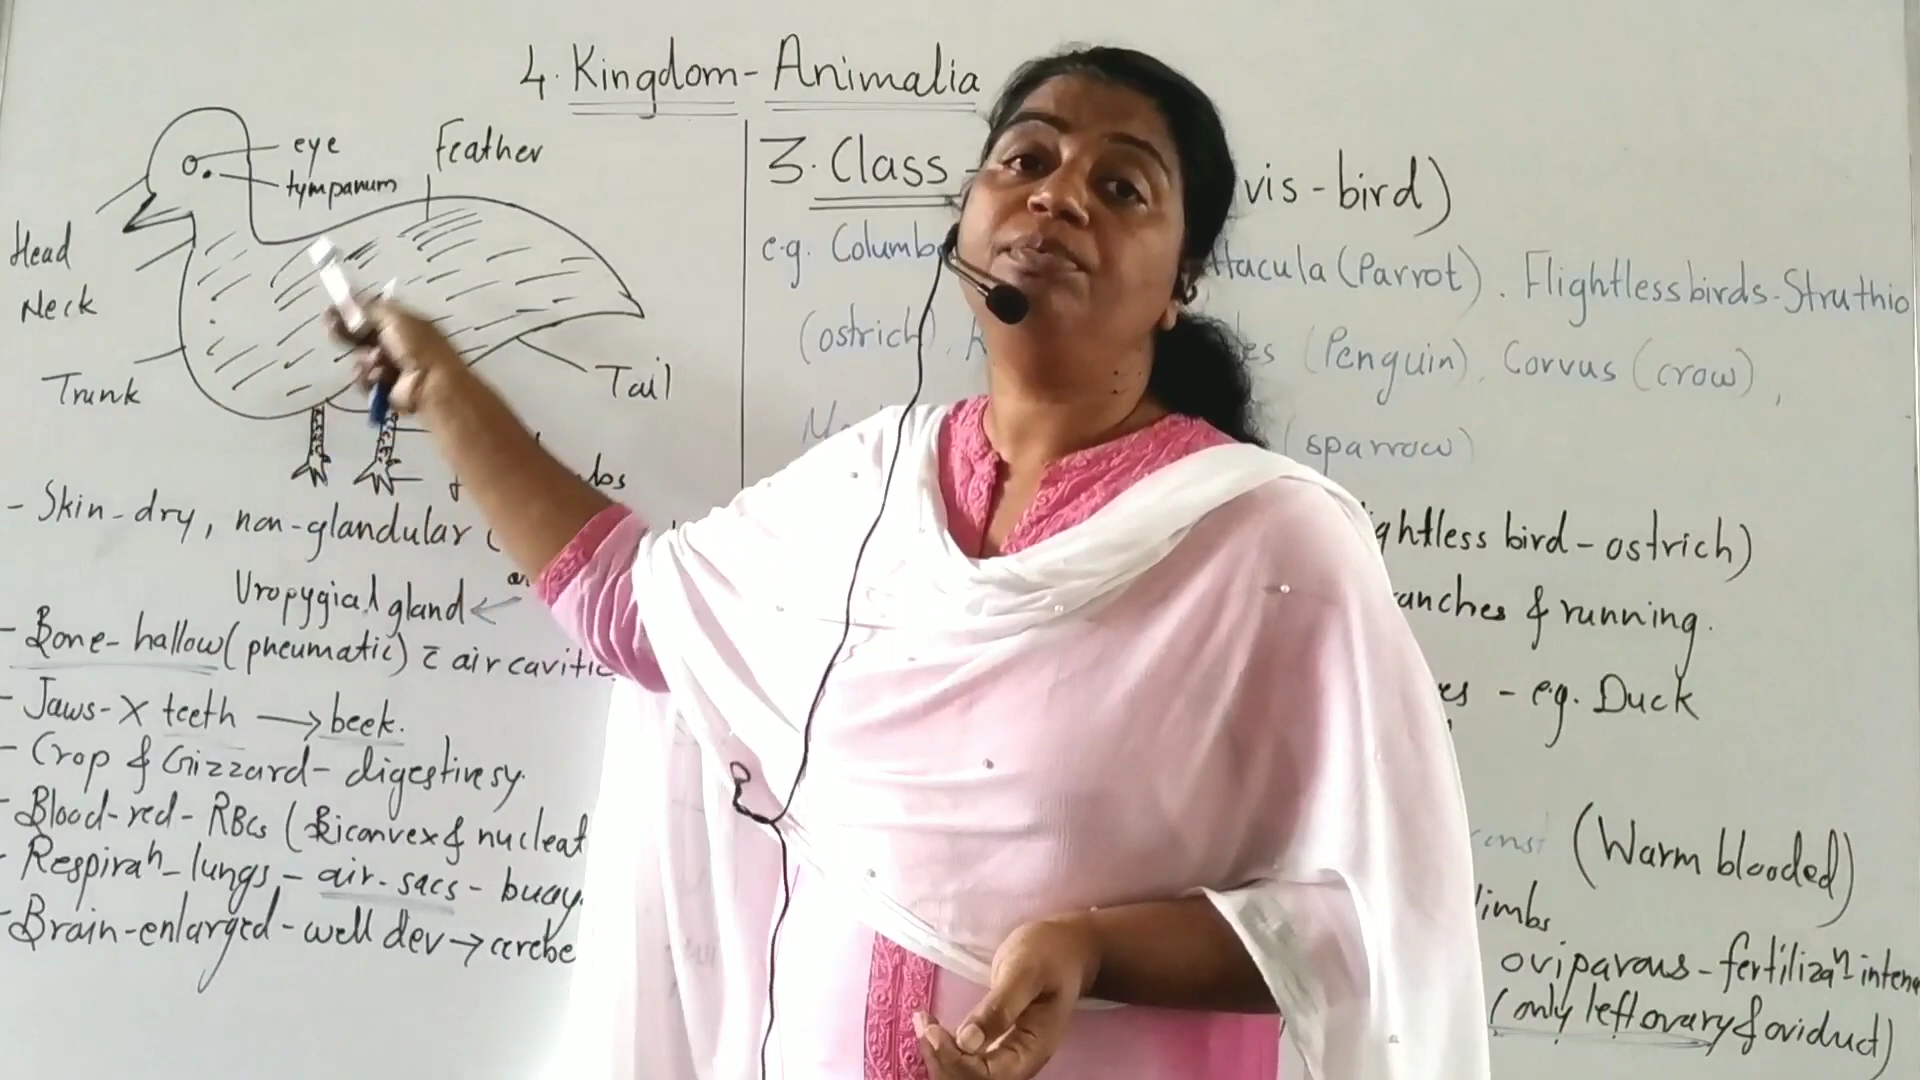 4. Kingdom - Animalia
eye
tympanum
Feather
Head
Neck
Trunk
Tail
- Skin - dry, non-glandular (
Uropygial gland ←
- Bone - hallow (pneumatic) c̄ air cavitie
- Jaws - X teeth → beek.
- Crop & Gizzard - digestive sy.
- Blood - red - RBCs (Biconvex & nucleat
- Respiraⁿ - lungs - air-sacs - buoy
- Brain - enlarged - well dev → cerebe
3. Class -
vis - bird)
e.g. Columb
ttacula (Parrot). Flightless birds - Struthio
(ostrich),
es (Penguin), Corvus (crow),
(sparrow)
ghtless bird - ostrich)
anches & running.
es - e.g. Duck
(Warm blooded)
limbs
oviparous - fertilizaⁿ intern
(only left ovary & oviduct)